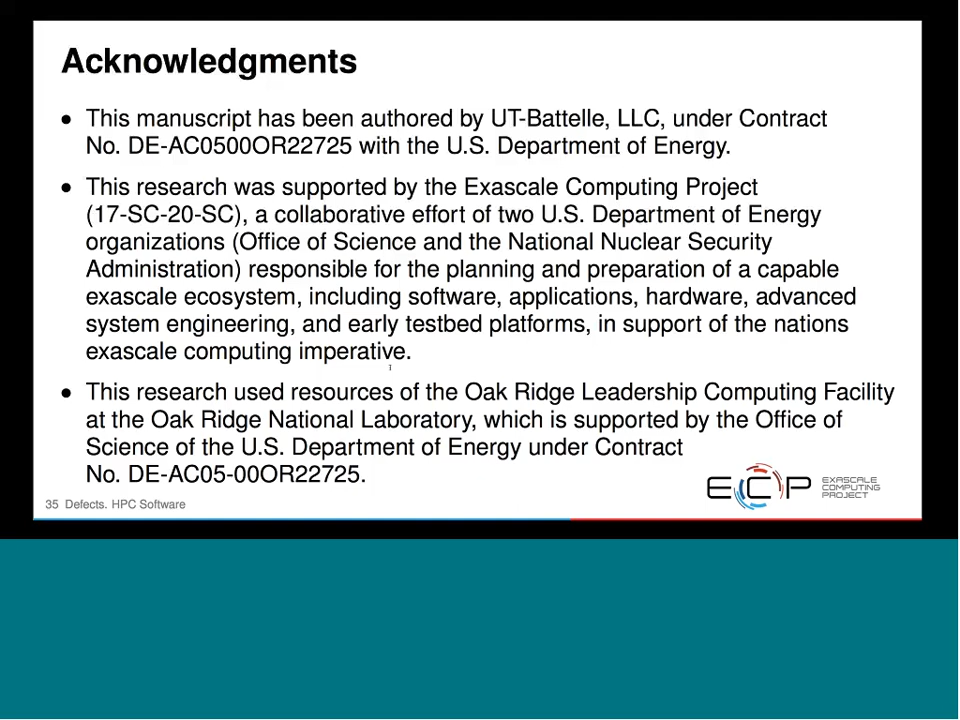 Acknowledgments
• This manuscript has been authored by UT-Battelle, LLC, under Contract
No. DE-AC0500OR22725 with the U.S. Department of Energy.
• This research was supported by the Exascale Computing Project
(17-SC-20-SC), a collaborative effort of two U.S. Department of Energy
organizations (Office of Science and the National Nuclear Security
Administration) responsible for the planning and preparation of a capable
exascale ecosystem, including software, applications, hardware, advanced
system engineering, and early testbed platforms, in support of the nations
exascale computing imperative.
• This research used resources of the Oak Ridge Leadership Computing Facility
at the Oak Ridge National Laboratory, which is supported by the Office of
Science of the U.S. Department of Energy under Contract
No. DE-AC05-00OR22725.
35 Defects. HPC Software
ECP
EXASCALE
COMPUTING
PROJECT